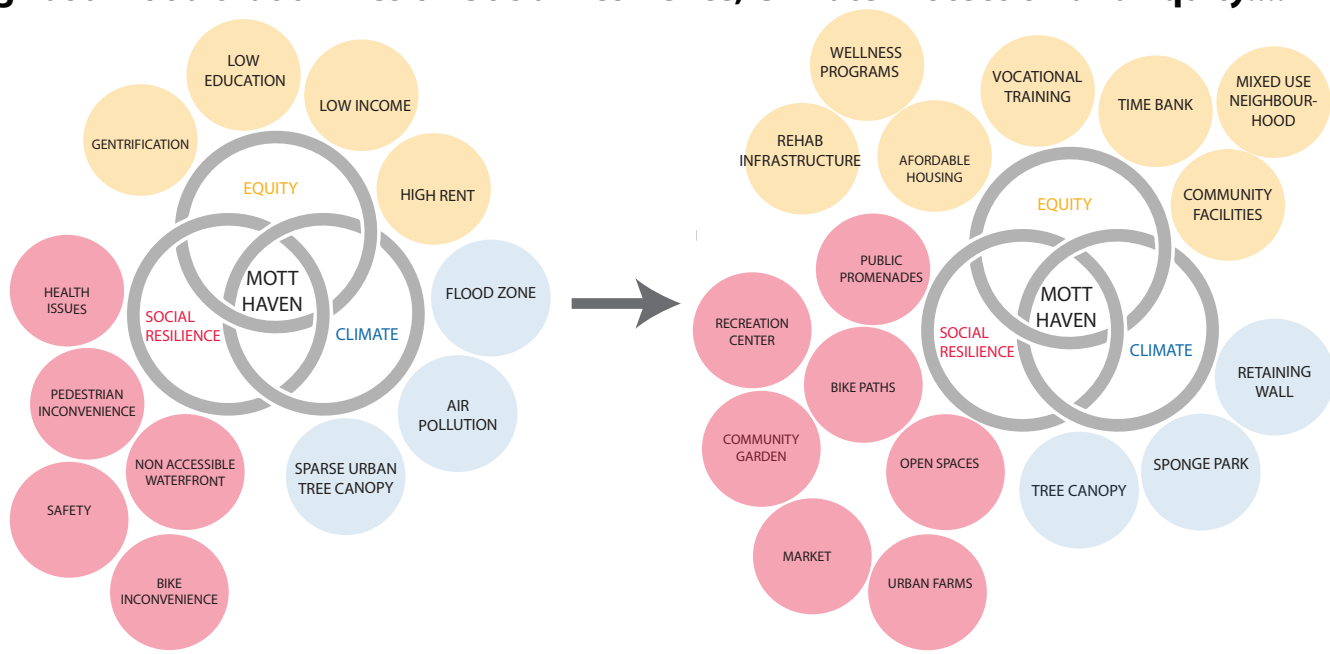 LOW
EDUCATION
LOW INCOME
GENTRIFICATION
HIGH RENT
EQUITY
HEALTH
ISSUES
MOTT
HAVEN
FLOOD ZONE
SOCIAL
RESILIENCE
CLIMATE
PEDESTRIAN
INCONVENIENCE
AIR
POLLUTION
NON ACCESSIBLE
WATERFRONT
SPARSE URBAN
TREE CANOPY
SAFETY
BIKE
INCONVENIENCE
WELLNESS
PROGRAMS
VOCATIONAL
TRAINING
TIME BANK
MIXED USE
NEIGHBOUR-
HOOD
REHAB
INFRASTRUCTURE
AFORDABLE
HOUSING
COMMUNITY
FACILITIES
EQUITY
PUBLIC
PROMENADES
MOTT
HAVEN
RECREATION
CENTER
SOCIAL
RESILIENCE
CLIMATE
BIKE PATHS
RETAINING
WALL
COMMUNITY
GARDEN
OPEN SPACES
TREE CANOPY
SPONGE PARK
MARKET
URBAN FARMS